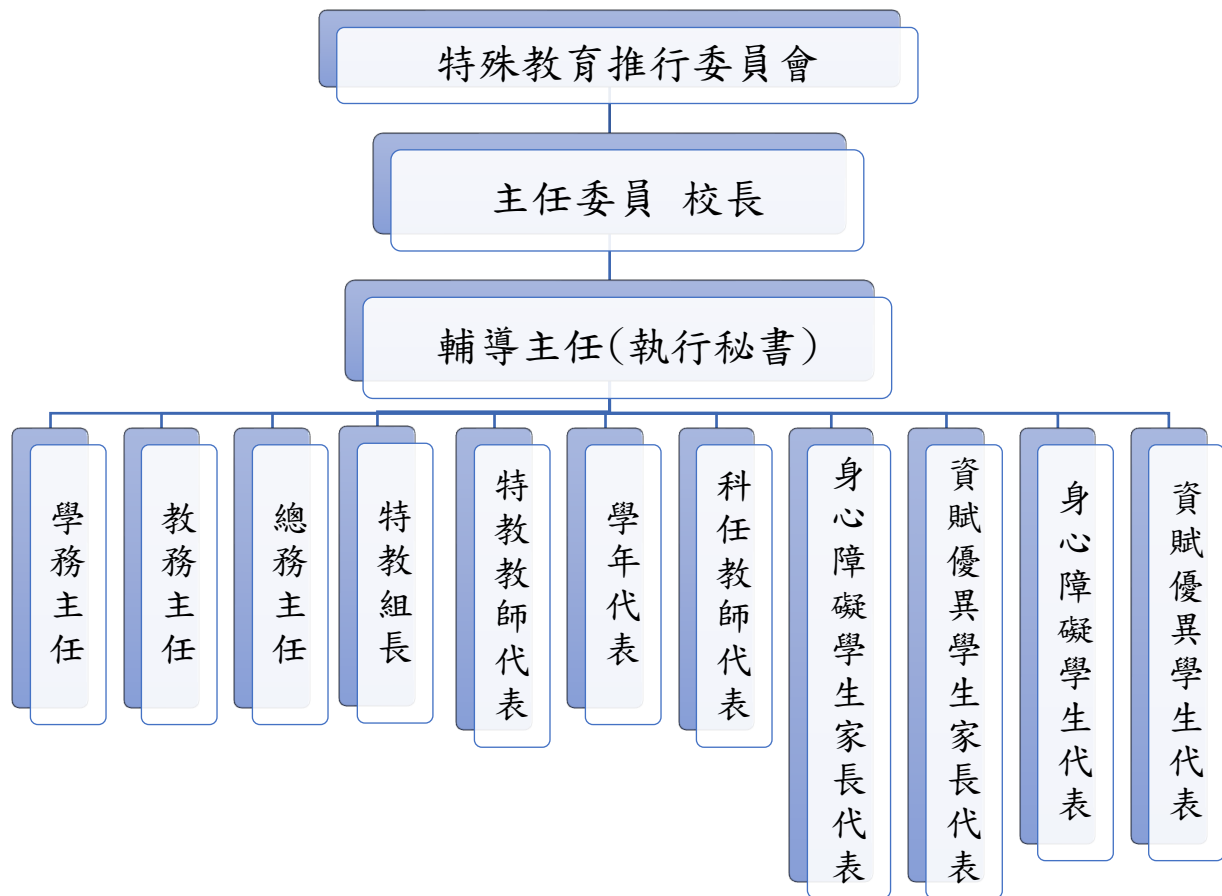 特殊教育推行委員會
主任委員 校長
輔導主任(執行秘書)
學務主任
教務主任
總務主任
特教組長
特教教師代表
學年代表
科任教師代表
身心障礙學生家長代表
資賦優異學生家長代表
身心障礙學生代表
資賦優異學生代表